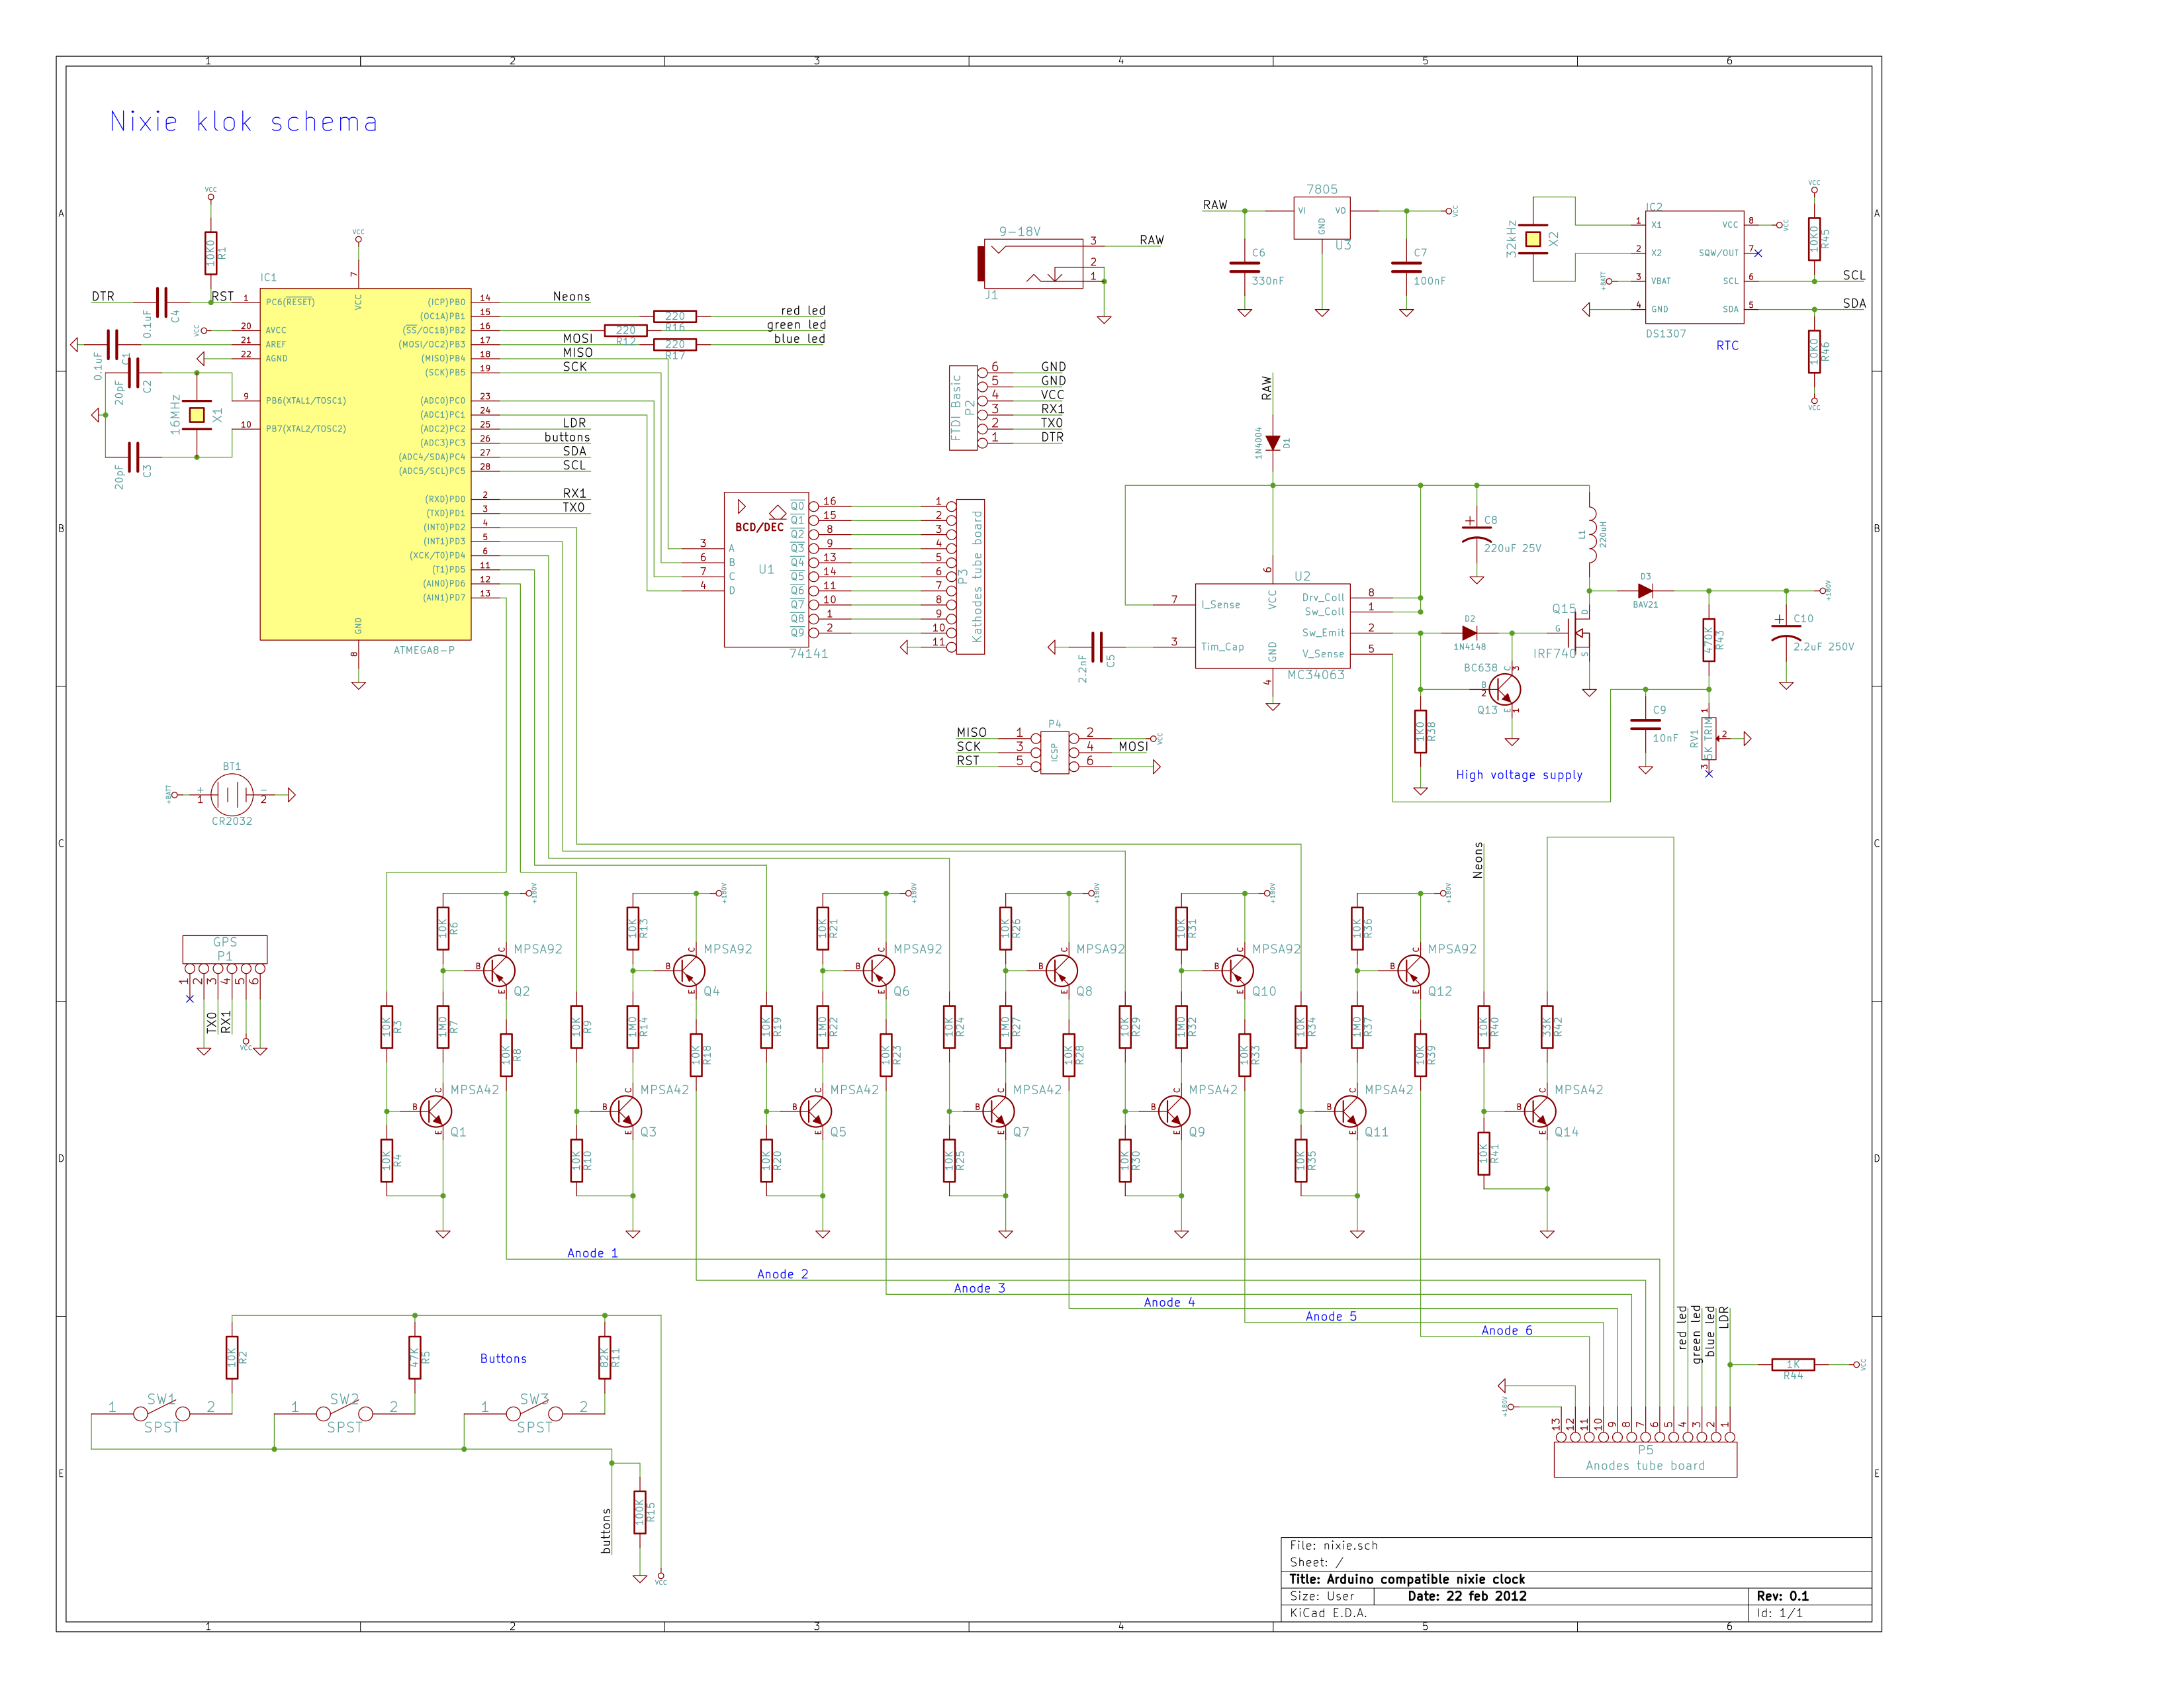 1 2 3 4 5 6
A
B
C
D
E
Nixie klok schema
VCC
10K0
R1
DTR
0.1uF
C4
RST
VCC
0.1uF
C1
20pF
C2
16MHz
X1
20pF
C3
VCC
IC1
7
VCC
1 PC6(RESET)
20 AVCC
21 AREF
22 AGND
9 PB6(XTAL1/TOSC1)
10 PB7(XTAL2/TOSC2)
(ICP)PB0 14 Neons
(OC1A)PB1 15
(SS/OC1B)PB2 16
(MOSI/OC2)PB3 17 MOSI
(MISO)PB4 18 MISO
(SCK)PB5 19 SCK
(ADC0)PC0 23
(ADC1)PC1 24
(ADC2)PC2 25 LDR
(ADC3)PC3 26 buttons
(ADC4/SDA)PC4 27 SDA
(ADC5/SCL)PC5 28 SCL
(RXD)PD0 2 RX1
(TXD)PD1 3 TX0
(INT0)PD2 4
(INT1)PD3 5
(XCK/T0)PD4 6
(T1)PD5 11
(AIN0)PD6 12
(AIN1)PD7 13
GND
8
ATMEGA8-P
220 R16 red led
220 R12 green led
220 R17 blue led
BCD/DEC
U1
74141
3 A
6 B
7 C
4 D
Q0 16 1
Q1 15 2
Q2 8 3
Q3 9 4
Q4 13 5
Q5 14 6
Q6 7 7
Q7 10 8
Q8 1 9
Q9 2 10
11
P3
Kathodes tube board
9-18V
J1
3 RAW
2
1
FTDI Basic
P2
6 GND
5 GND
4 VCC
3 RX1
2 TX0
1 DTR
RAW
7805
VI VO
GND
U3
C6
330nF
C7
100nF
VCC
32kHz
X2
IC2
1 X1 VCC 8 VCC
2 X2 SQW/OUT 7
+BATT 3 VBAT SCL 6 SCL
4 GND SDA 5 SDA
DS1307
RTC
VCC
10K0
R45
10K0
R46
VCC
RAW
1N4004
D1
U2
6
VCC
7 I_Sense Drv_Coll 8
Sw_Coll 1
Sw_Emit 2
3 Tim_Cap V_Sense 5
GND
4
MC34063
2.2nF
C5
C8
220uF 25V
L1
220uH
D3
BAV21
+180V
Q15
D
G
S
IRF740
D2
1N4148
BC638
B
2
C
3
E
1
Q13
1K0
R38
470K
R43
C10
2.2uF 250V
C9
10nF
RV1
5K TRIM
1
2
3
High voltage supply
P4
ICSP
MISO 1 2 VCC
SCK 3 4 MOSI
RST 5 6
BT1
+BATT + 1 2 -
CR2032
GPS
P1
1 2 3 4 5 6
TX0
RX1
VCC
+180V
10K R6
MPSA92
B C E
Q2
10K R3
1M0 R7
10K R8
MPSA42
B C E
Q1
10K R4
+180V
10K R13
MPSA92
B C E
Q4
10K R9
1M0 R14
10K R18
MPSA42
B C E
Q3
10K R10
+180V
10K R21
MPSA92
B C E
Q6
10K R19
1M0 R22
10K R23
MPSA42
B C E
Q5
10K R20
+180V
10K R26
MPSA92
B C E
Q8
10K R24
1M0 R27
10K R28
MPSA42
B C E
Q7
10K R25
+180V
10K R31
MPSA92
B C E
Q10
10K R29
1M0 R32
10K R33
MPSA42
B C E
Q9
10K R30
+180V
10K R36
MPSA92
B C E
Q12
10K R34
1M0 R37
10K R39
MPSA42
B C E
Q11
10K R35
Neons
10K R40
33K R42
MPSA42
B C E
Q14
10K R41
Anode 1
Anode 2
Anode 3
Anode 4
Anode 5
Anode 6
Buttons
10K R2
47K R5
82K R11
1 SW1 2
SPST
1 SW2 2
SPST
1 SW3 2
SPST
buttons
100K R15
VCC
red led
green led
blue led
LDR
1K
R44
VCC
+180V
13 12 11 10 9 8 7 6 5 4 3 2 1
P5
Anodes tube board
File: nixie.sch
Sheet: /
Title: Arduino compatible nixie clock
Size: User Date: 22 feb 2012 Rev: 0.1
KiCad E.D.A. Id: 1/1
1 2 3 4 5 6
A
B
C
D
E